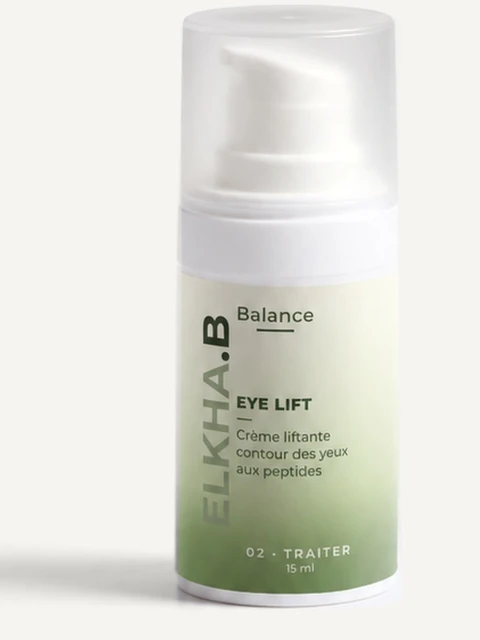 ELKHA.B
Balance
EYE LIFT
Crème liftante
contour des yeux
aux peptides
02 · TRAITER
15 ml